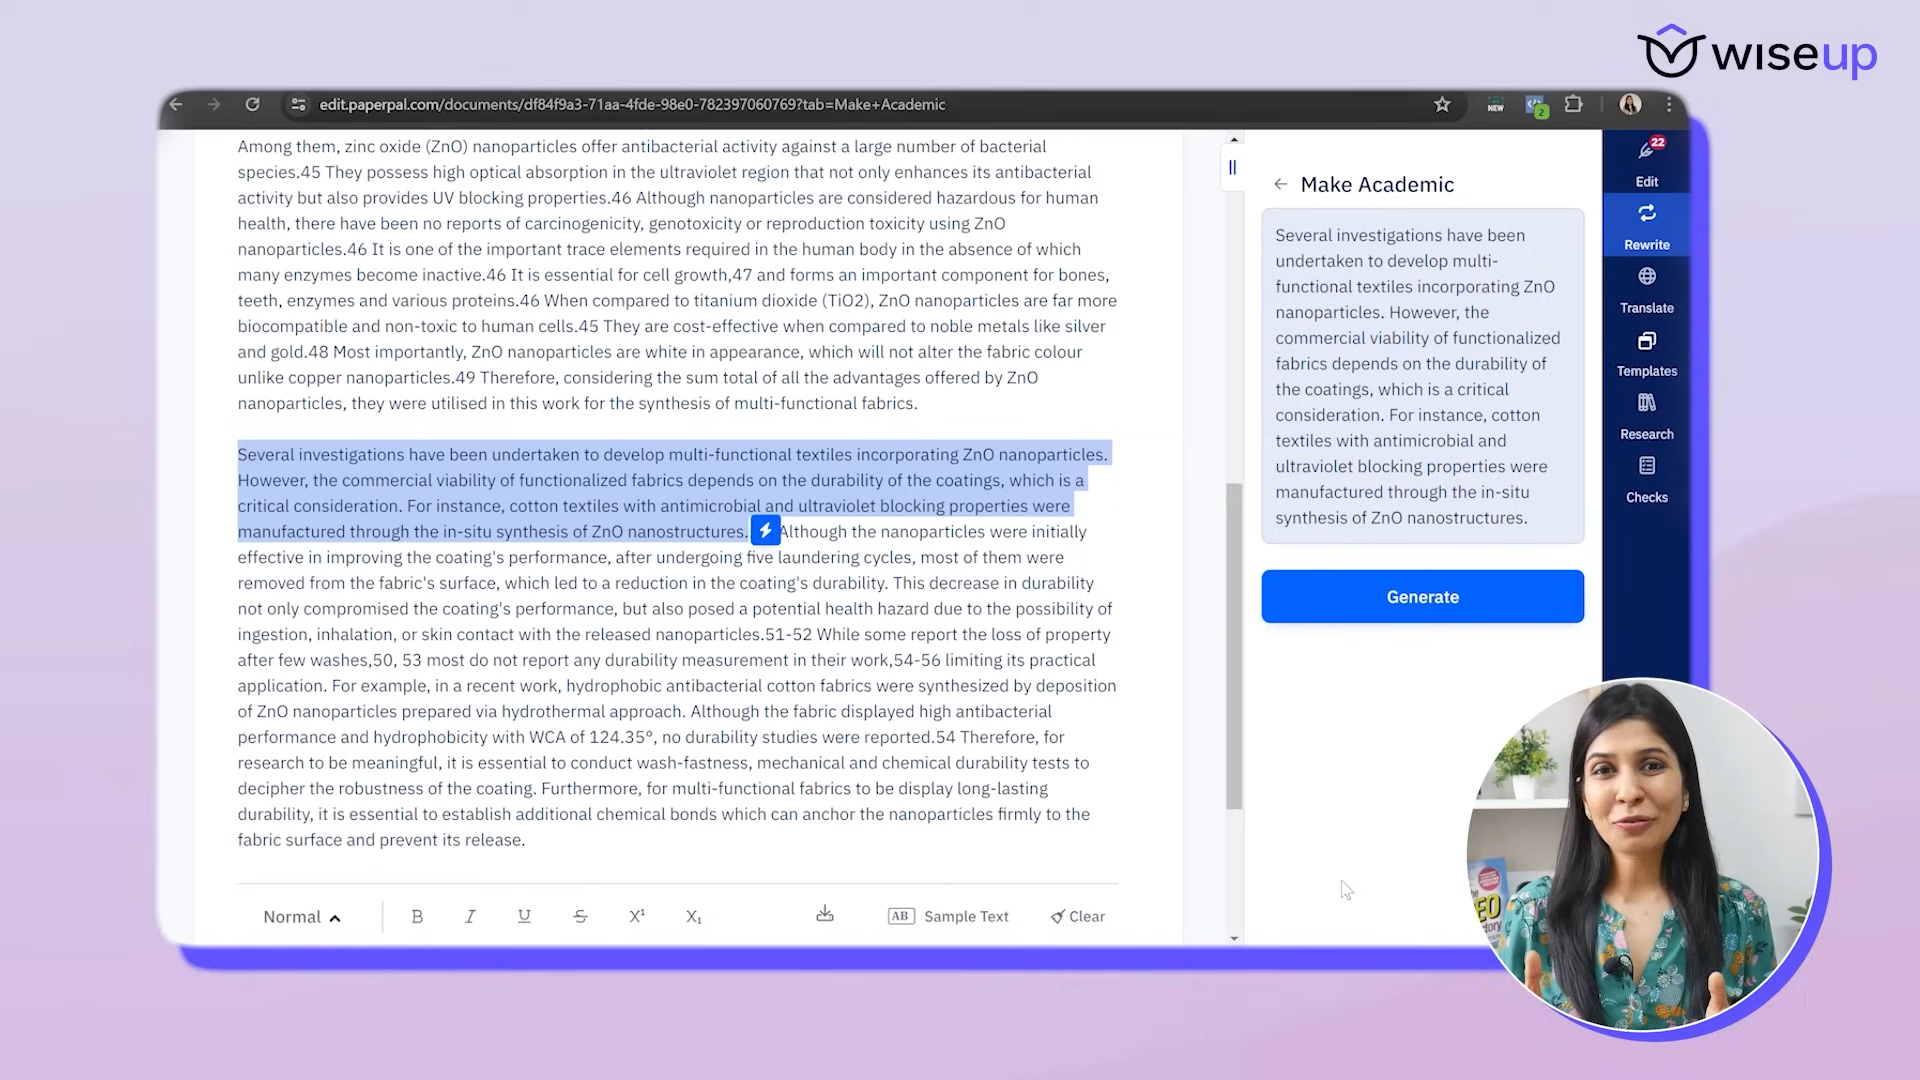 wiseup
edit.paperpal.com/documents/df84f9a3-71aa-4fde-98e0-782397060769?tab=Make+Academic
NEW
2
Among them, zinc oxide (ZnO) nanoparticles offer antibacterial activity against a large number of bacterial
species.45 They possess high optical absorption in the ultraviolet region that not only enhances its antibacterial
activity but also provides UV blocking properties.46 Although nanoparticles are considered hazardous for human
health, there have been no reports of carcinogenicity, genotoxicity or reproduction toxicity using ZnO
nanoparticles.46 It is one of the important trace elements required in the human body in the absence of which
many enzymes become inactive.46 It is essential for cell growth,47 and forms an important component for bones,
teeth, enzymes and various proteins.46 When compared to titanium dioxide (TiO2), ZnO nanoparticles are far more
biocompatible and non-toxic to human cells.45 They are cost-effective when compared to noble metals like silver
and gold.48 Most importantly, ZnO nanoparticles are white in appearance, which will not alter the fabric colour
unlike copper nanoparticles.49 Therefore, considering the sum total of all the advantages offered by ZnO
nanoparticles, they were utilised in this work for the synthesis of multi-functional fabrics.
Several investigations have been undertaken to develop multi-functional textiles incorporating ZnO nanoparticles.
However, the commercial viability of functionalized fabrics depends on the durability of the coatings, which is a
critical consideration. For instance, cotton textiles with antimicrobial and ultraviolet blocking properties were
manufactured through the in-situ synthesis of ZnO nanostructures. Although the nanoparticles were initially
effective in improving the coating's performance, after undergoing five laundering cycles, most of them were
removed from the fabric's surface, which led to a reduction in the coating's durability. This decrease in durability
not only compromised the coating's performance, but also posed a potential health hazard due to the possibility of
ingestion, inhalation, or skin contact with the released nanoparticles.51-52 While some report the loss of property
after few washes,50, 53 most do not report any durability measurement in their work,54-56 limiting its practical
application. For example, in a recent work, hydrophobic antibacterial cotton fabrics were synthesized by deposition
of ZnO nanoparticles prepared via hydrothermal approach. Although the fabric displayed high antibacterial
performance and hydrophobicity with WCA of 124.35°, no durability studies were reported.54 Therefore, for
research to be meaningful, it is essential to conduct wash-fastness, mechanical and chemical durability tests to
decipher the robustness of the coating. Furthermore, for multi-functional fabrics to be display long-lasting
durability, it is essential to establish additional chemical bonds which can anchor the nanoparticles firmly to the
fabric surface and prevent its release.
Normal B I U S X¹ X₁ AB Sample Text Clear
Make Academic
Several investigations have been
undertaken to develop multi-
functional textiles incorporating ZnO
nanoparticles. However, the
commercial viability of functionalized
fabrics depends on the durability of
the coatings, which is a critical
consideration. For instance, cotton
textiles with antimicrobial and
ultraviolet blocking properties were
manufactured through the in-situ
synthesis of ZnO nanostructures.
Generate
22
Edit
Rewrite
Translate
Templates
Research
Checks